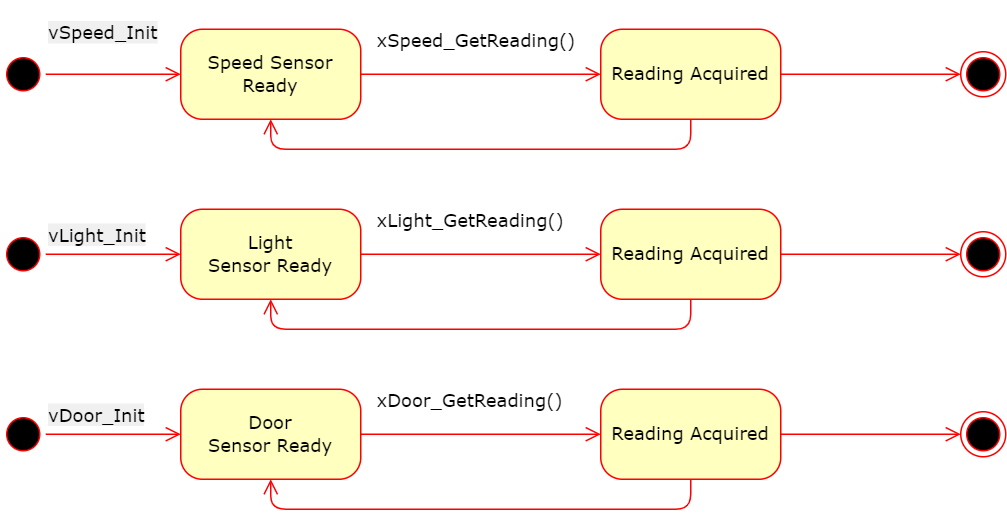 vSpeed_Init
xSpeed_GetReading()
Speed Sensor
Ready
Reading Acquired
vLight_Init
xLight_GetReading()
Light
Sensor Ready
Reading Acquired
vDoor_Init
xDoor_GetReading()
Door
Sensor Ready
Reading Acquired